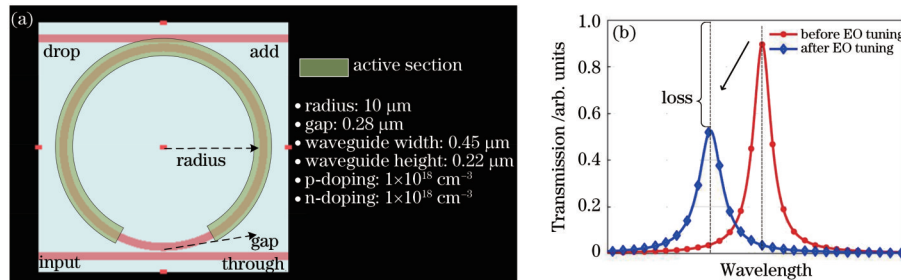 (a)
drop
add
radius
gap
input
through
active section
• radius: 10 μm
• gap: 0.28 μm
• waveguide width: 0.45 μm
• waveguide height: 0.22 μm
• p-doping: 1×10¹⁸ cm⁻³
• n-doping: 1×10¹⁸ cm⁻³
(b)
before EO tuning
after EO tuning
loss
Transmission /arb. units
1.0
0.8
0.6
0.4
0.2
0
Wavelength